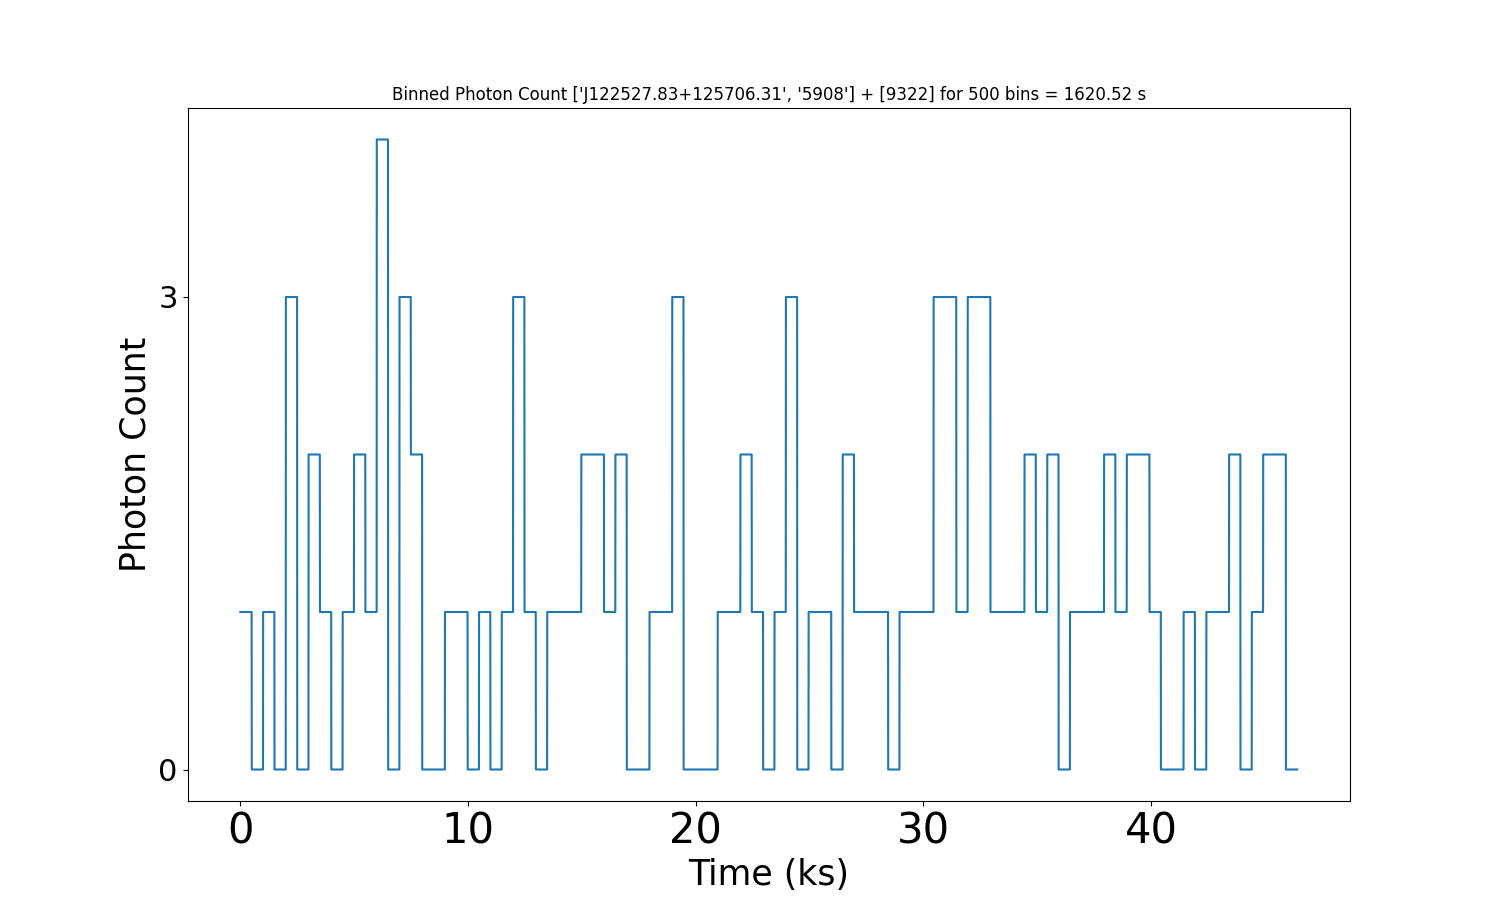 Binned Photon Count ['J122527.83+125706.31', '5908'] + [9322] for 500 bins = 1620.52 s
Photon Count
3
0
0 10 20 30 40
Time (ks)